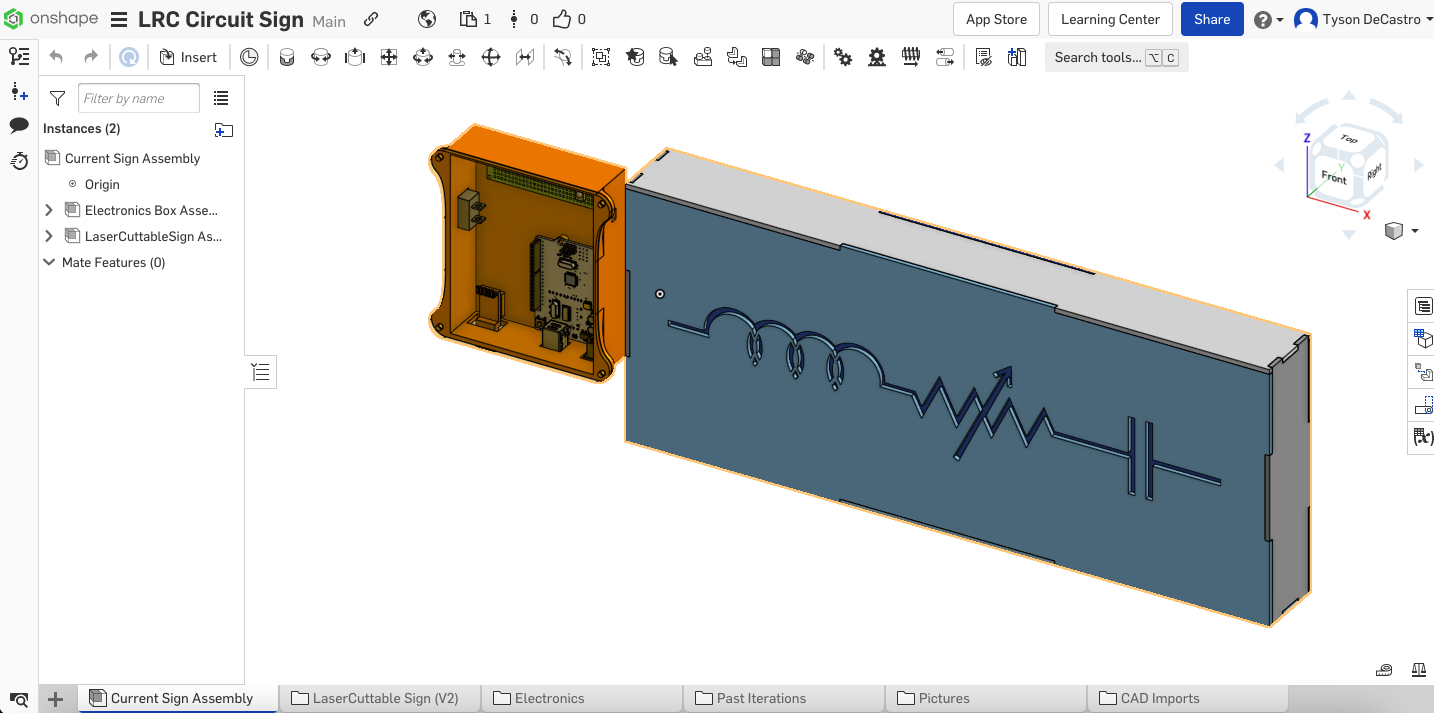 onshape LRC Circuit Sign Main 1 0 0 App Store Learning Center Share Tyson DeCastro
Insert Search tools... ⌥ C
Filter by name
Instances (2)
Current Sign Assembly
Origin
Electronics Box Asse...
LaserCuttableSign As...
Mate Features (0)
Z
Top
Y
Front
Right
X
(x)
Current Sign Assembly LaserCuttable Sign (V2) Electronics Past Iterations Pictures CAD Imports